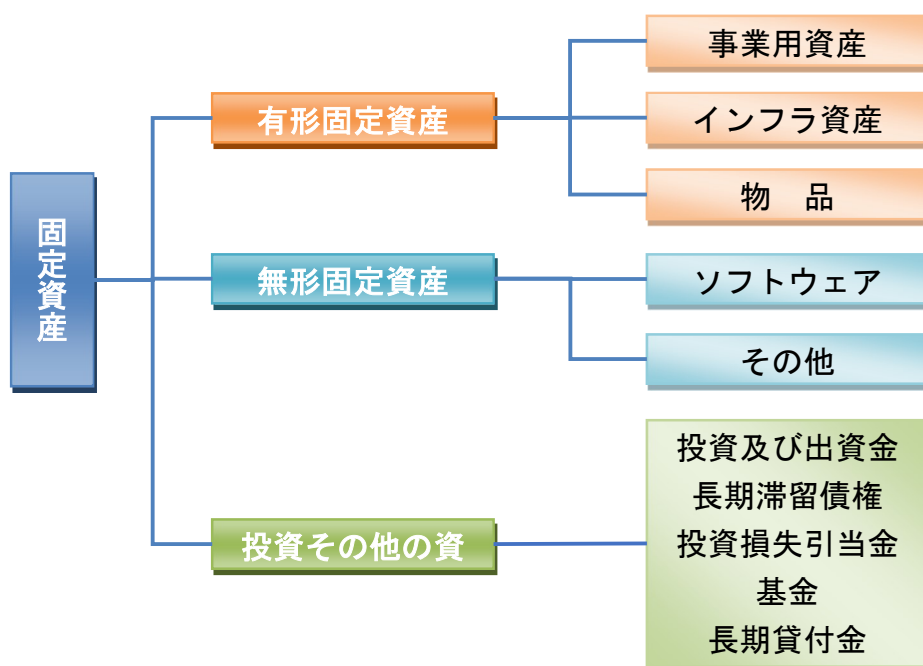 固定資産
有形固定資産
事業用資産
インフラ資産
物　品
無形固定資産
ソフトウェア
その他
投資その他の資
投資及び出資金
長期滞留債権
投資損失引当金
基金
長期貸付金